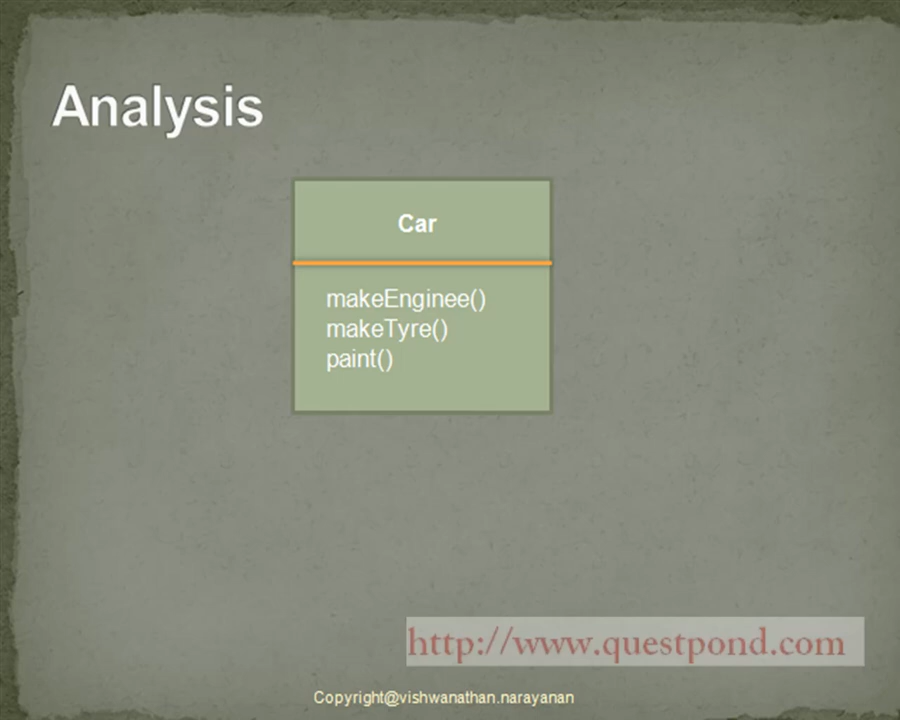 Analysis
Car
makeEnginee()
makeTyre()
paint()
http://www.questpond.com
Copyright@vishwanathan.narayanan